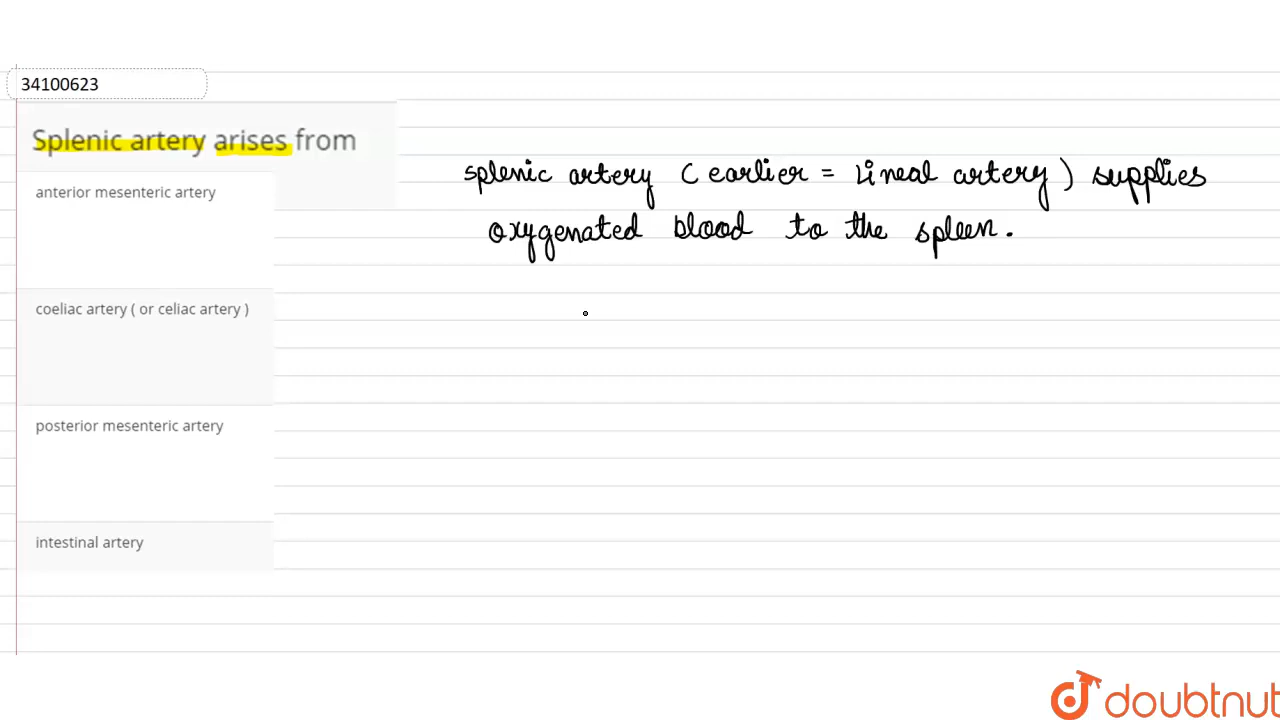 34100623
Splenic artery arises from
anterior mesenteric artery
coeliac artery ( or celiac artery )
posterior mesenteric artery
intestinal artery
splenic artery ( earlier = Lineal artery ) supplies
oxygenated blood to the spleen.
doubtnut